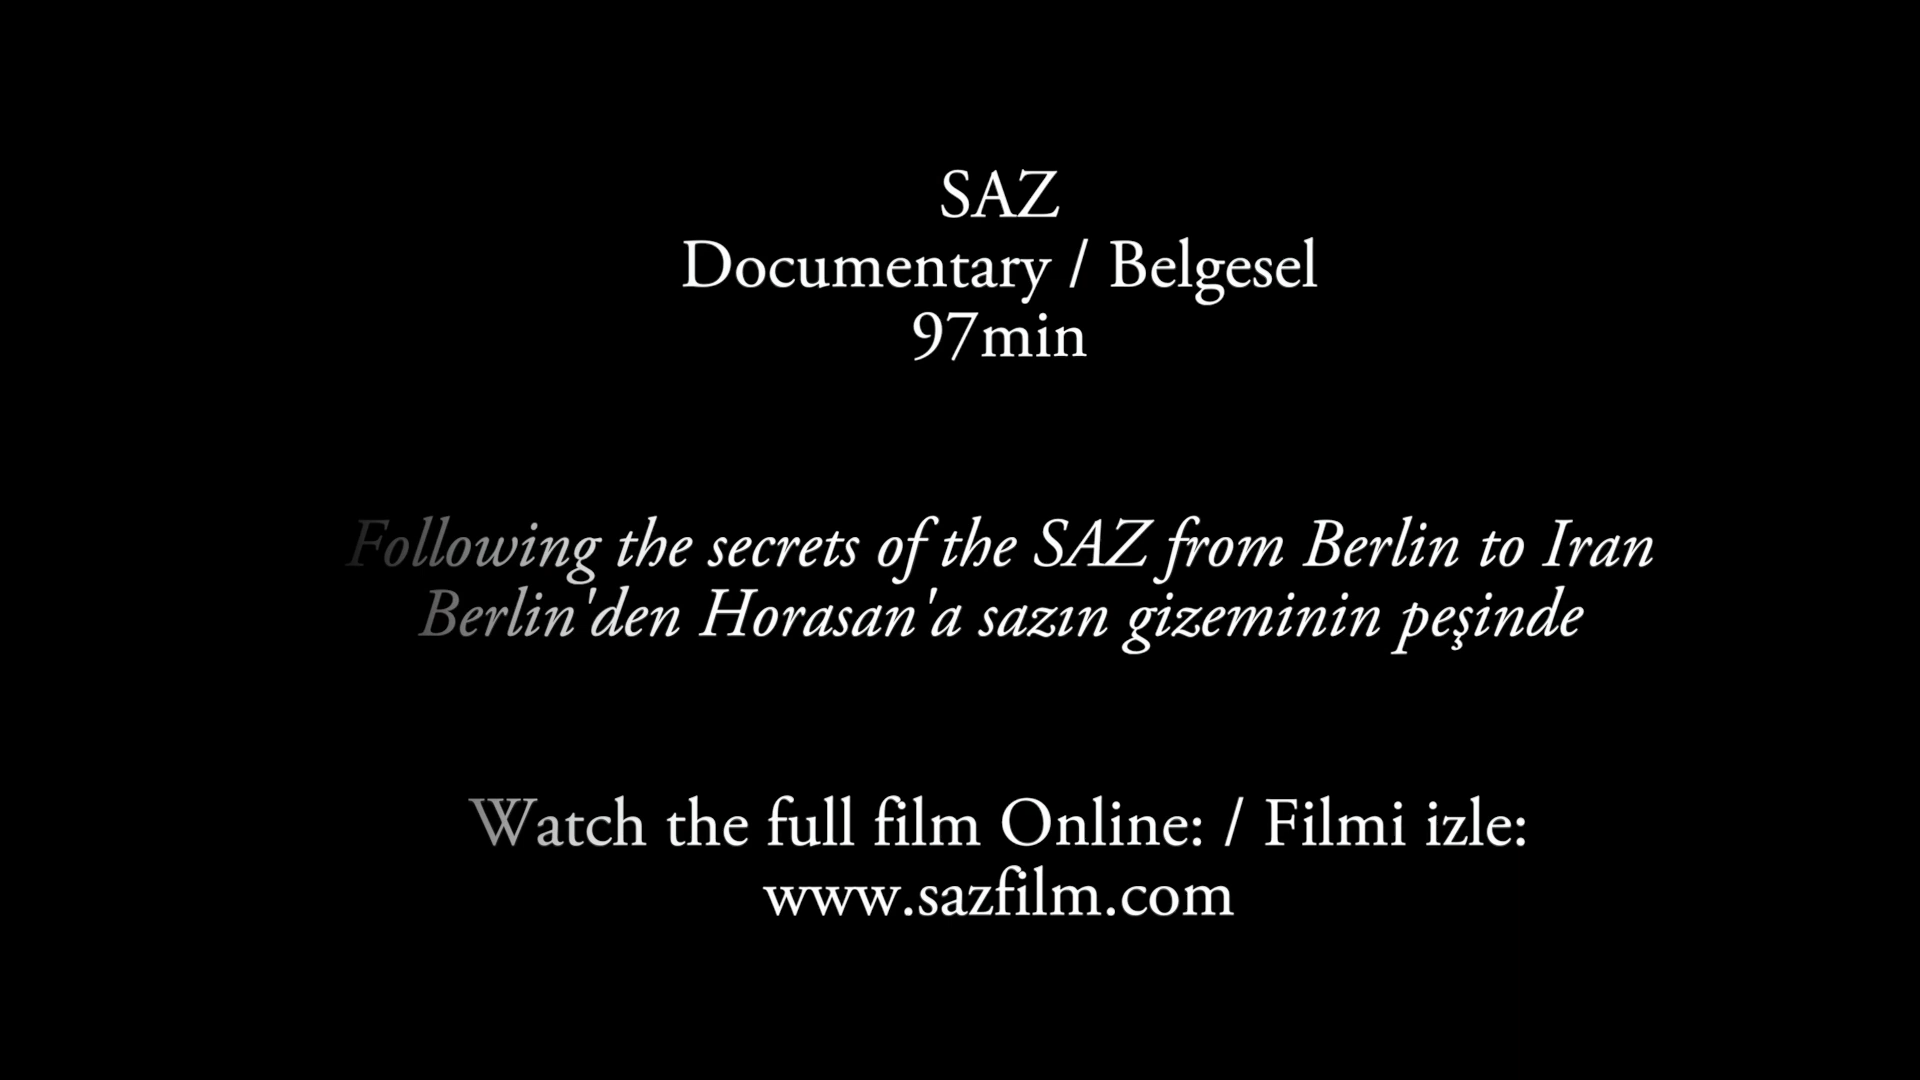 SAZ
Documentary / Belgesel
97min
Following the secrets of the SAZ from Berlin to Iran
Berlin'den Horasan'a sazın gizeminin peşinde
Watch the full film Online: / Filmi izle:
www.sazfilm.com